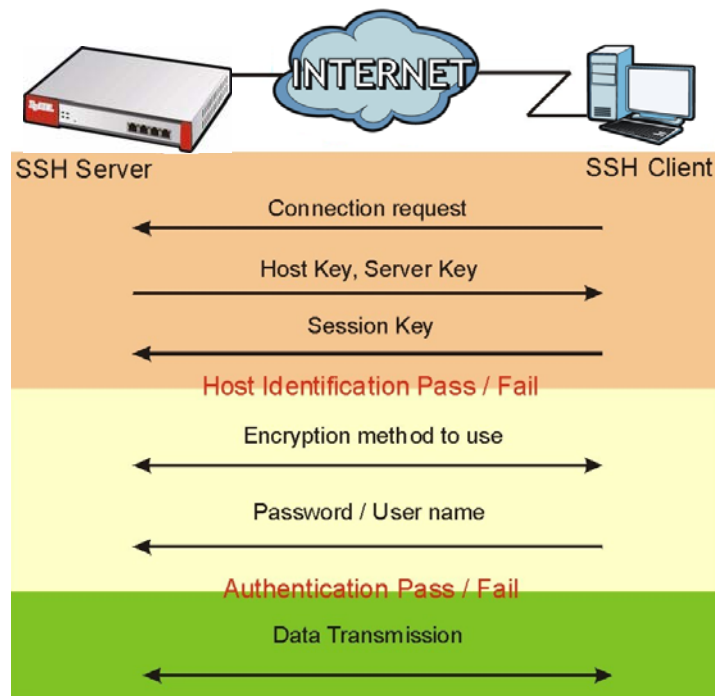 ZyXEL
INTERNET
SSH Server
SSH Client
Connection request
Host Key, Server Key
Session Key
Host Identification Pass / Fail
Encryption method to use
Password / User name
Authentication Pass / Fail
Data Transmission